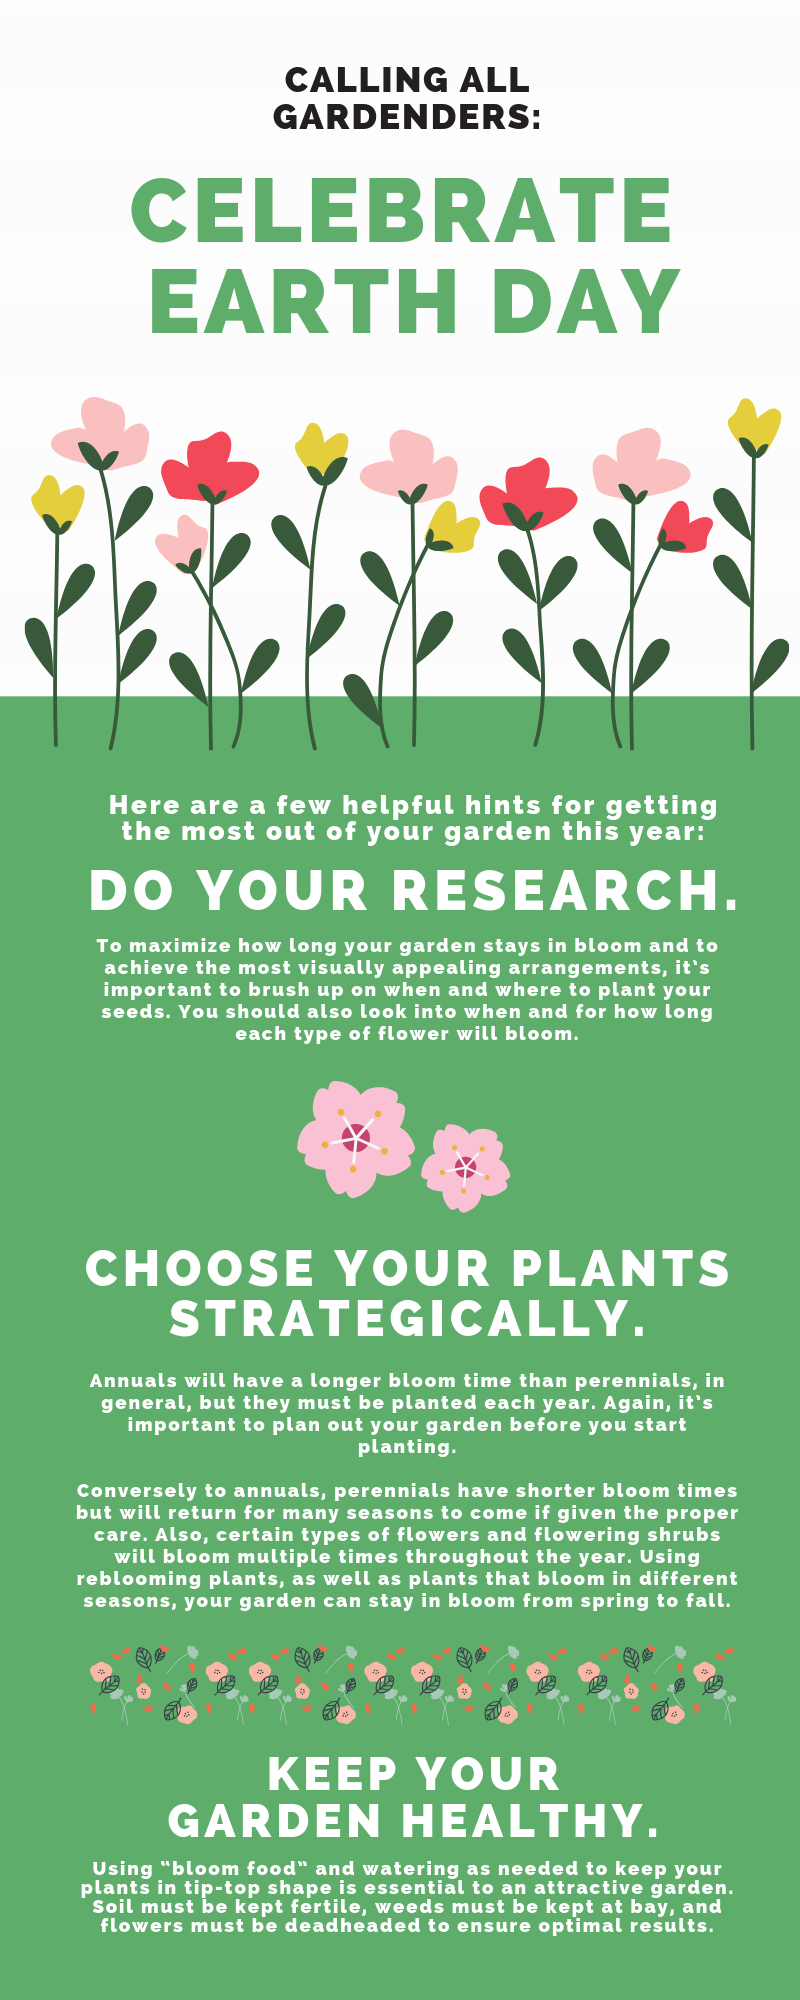 CALLING ALL
GARDENDERS:
CELEBRATE
EARTH DAY
Here are a few helpful hints for getting
the most out of your garden this year:
DO YOUR RESEARCH.
To maximize how long your garden stays in bloom and to
achieve the most visually appealing arrangements, it‵s
important to brush up on when and where to plant your
seeds. You should also look into when and for how long
each type of flower will bloom.
CHOOSE YOUR PLANTS
STRATEGICALLY.
Annuals will have a longer bloom time than perennials, in
general, but they must be planted each year. Again, it‵s
important to plan out your garden before you start
planting.
Conversely to annuals, perennials have shorter bloom times
but will return for many seasons to come if given the proper
care. Also, certain types of flowers and flowering shrubs
will bloom multiple times throughout the year. Using
reblooming plants, as well as plants that bloom in different
seasons, your garden can stay in bloom from spring to fall.
KEEP YOUR
GARDEN HEALTHY.
Using “bloom food” and watering as needed to keep your
plants in tip-top shape is essential to an attractive garden.
Soil must be kept fertile, weeds must be kept at bay, and
flowers must be deadheaded to ensure optimal results.